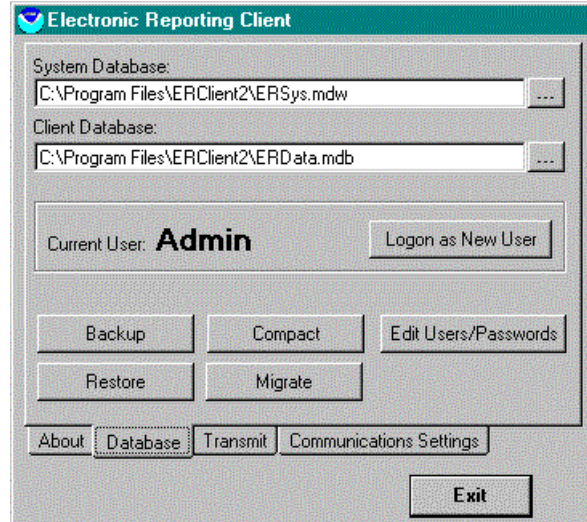 Electronic Reporting Client
System Database:
C:\Program Files\ERClient2\ERSys.mdw
...
Client Database:
C:\Program Files\ERClient2\ERData.mdb
...
Current User: Admin
Logon as New User
Backup
Compact
Edit Users/Passwords
Restore
Migrate
About
Database
Transmit
Communications Settings
Exit